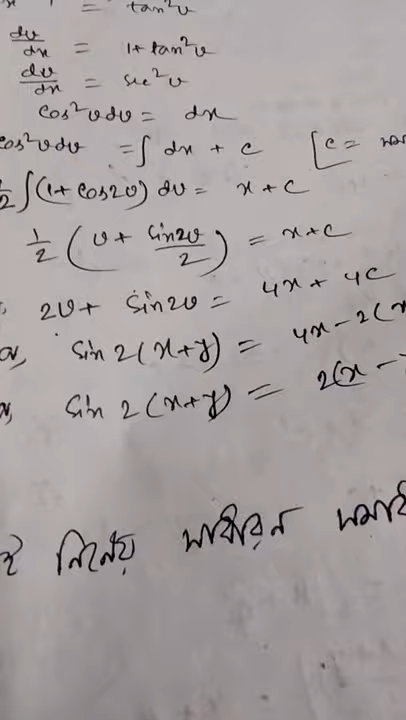 = tan²v
dv/dx = 1+tan²v
dv/dx = sec²v
cos²v dv = dx
cos²v dv = ∫ dx + c [c =
½ ∫(1+cos2v) dv = x+c
½ (v + sin2v/2) = x+c
2v + sin2v = 4x + 4c
বা, sin 2(x+y) = 4x-2(x
বা, sin 2(x+y) = 2(x-
নির্নেয় সাধারন